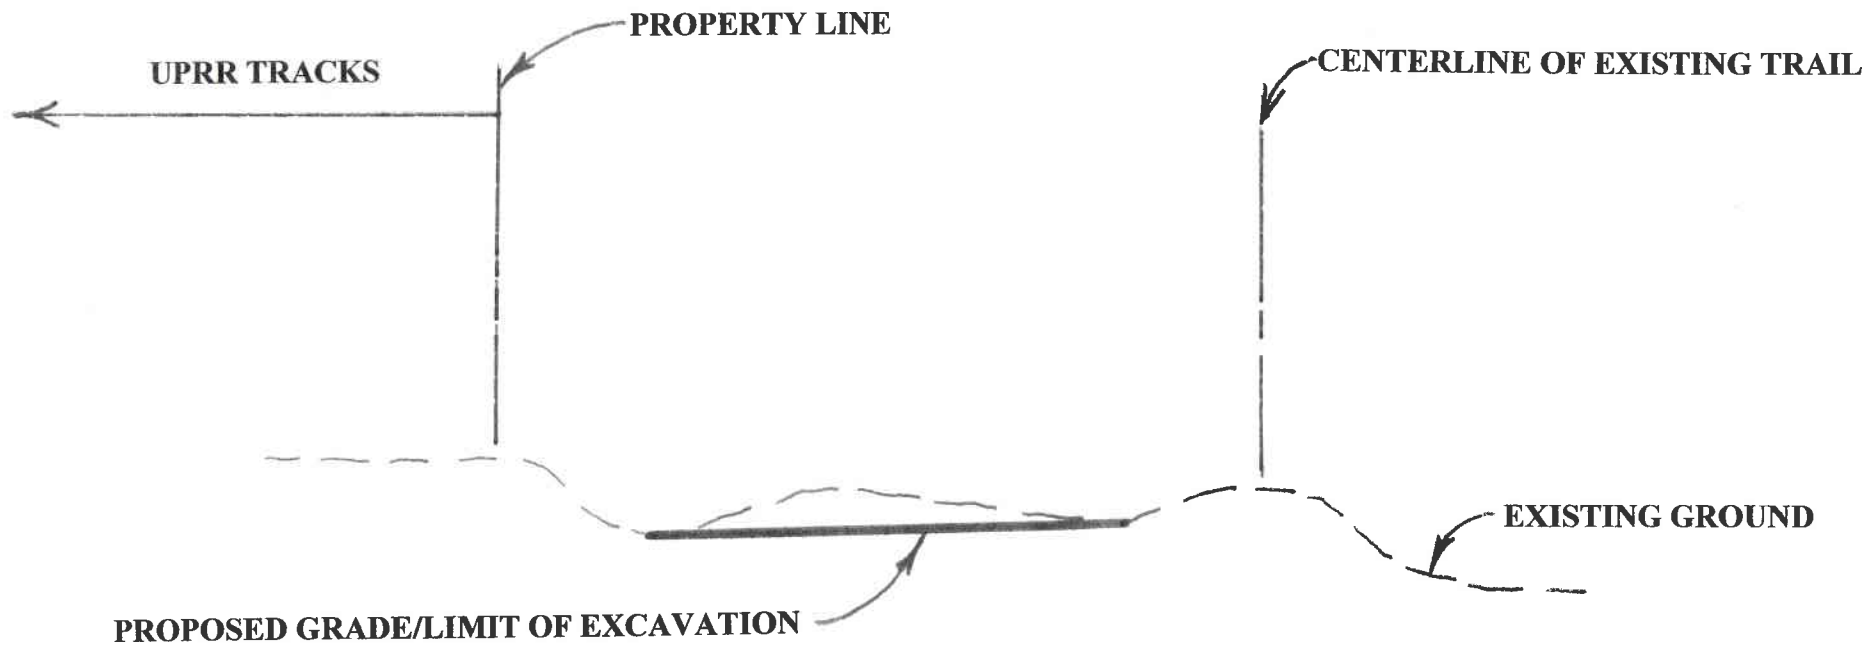 PROPERTY LINE
UPRR TRACKS
CENTERLINE OF EXISTING TRAIL
EXISTING GROUND
PROPOSED GRADE/LIMIT OF EXCAVATION